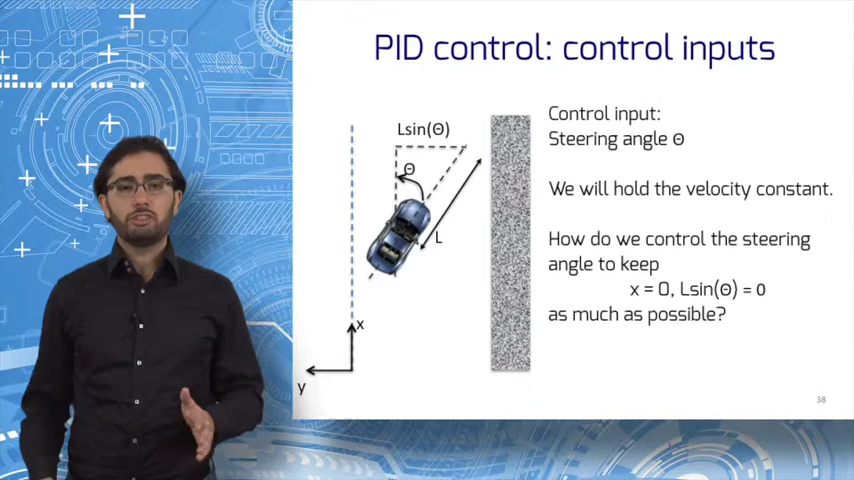 PID control: control inputs
Lsin(Θ)
Θ
L
x
y
Control input:
Steering angle Θ
We will hold the velocity constant.
How do we control the steering
angle to keep
x = 0, Lsin(Θ) = 0
as much as possible?
38